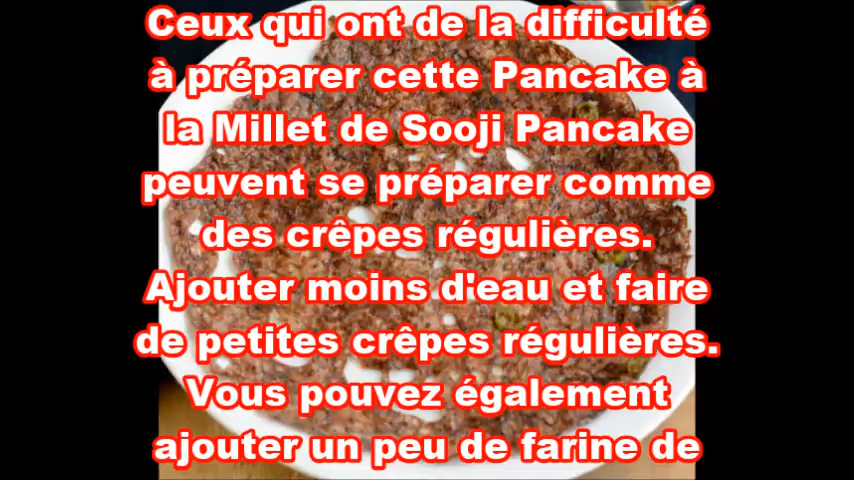 Ceux qui ont de la difficulté
à préparer cette Pancake à
la Millet de Sooji Pancake
peuvent se préparer comme
des crêpes régulières.
Ajouter moins d'eau et faire
de petites crêpes régulières.
Vous pouvez également
ajouter un peu de farine de